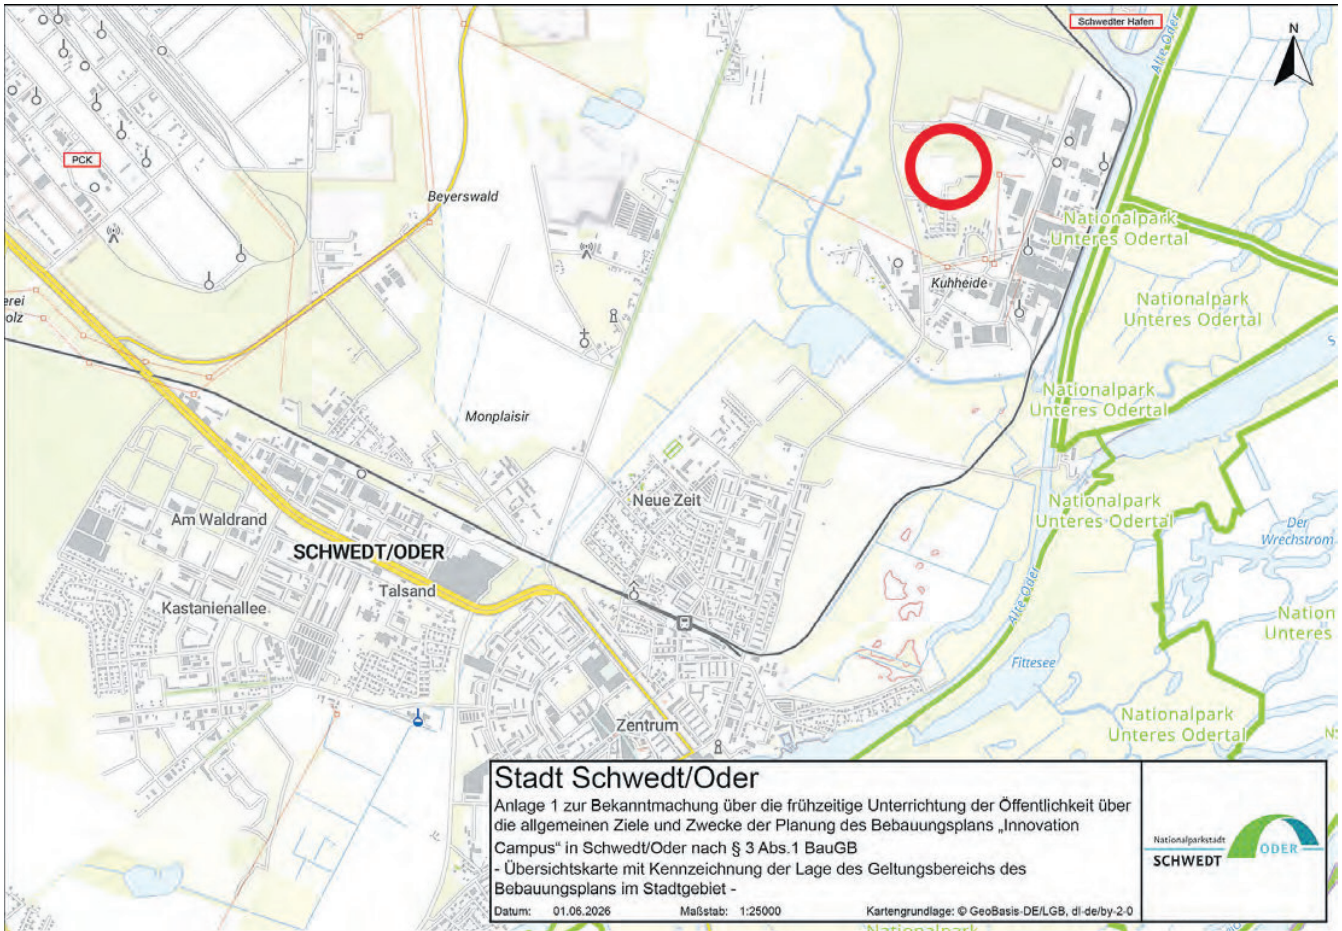 Schwedter Hafen
Alte Oder
N
PCK
Beyerswald
Nationalpark
Unteres Odertal
Kuhheide
Nationalpark
Unteres Odertal
erei
olz
S
Nationalpark
Unteres Odertal
Monplaisir
Neue Zeit
Nationalpark
Unteres Odertal
Am Waldrand
Der
Wrechstrom
SCHWEDT/ODER
Talsand
Kastanienallee
Alte Oder
Nation
Unteres
Fittesee
Zentrum
Nationalpark
Unteres Odertal
N
Stadt Schwedt/Oder
Anlage 1 zur Bekanntmachung über die frühzeitige Unterrichtung der Öffentlichkeit über
die allgemeinen Ziele und Zwecke der Planung des Bebauungsplans „Innovation
Campus“ in Schwedt/Oder nach § 3 Abs.1 BauGB
- Übersichtskarte mit Kennzeichnung der Lage des Geltungsbereichs des
Bebauungsplans im Stadtgebiet -
Datum: 01.06.2026 Maßstab: 1:25000 Kartengrundlage: © GeoBasis-DE/LGB, dl-de/by-2-0
Nationalparkstadt
SCHWEDT
ODER
Nationalpark